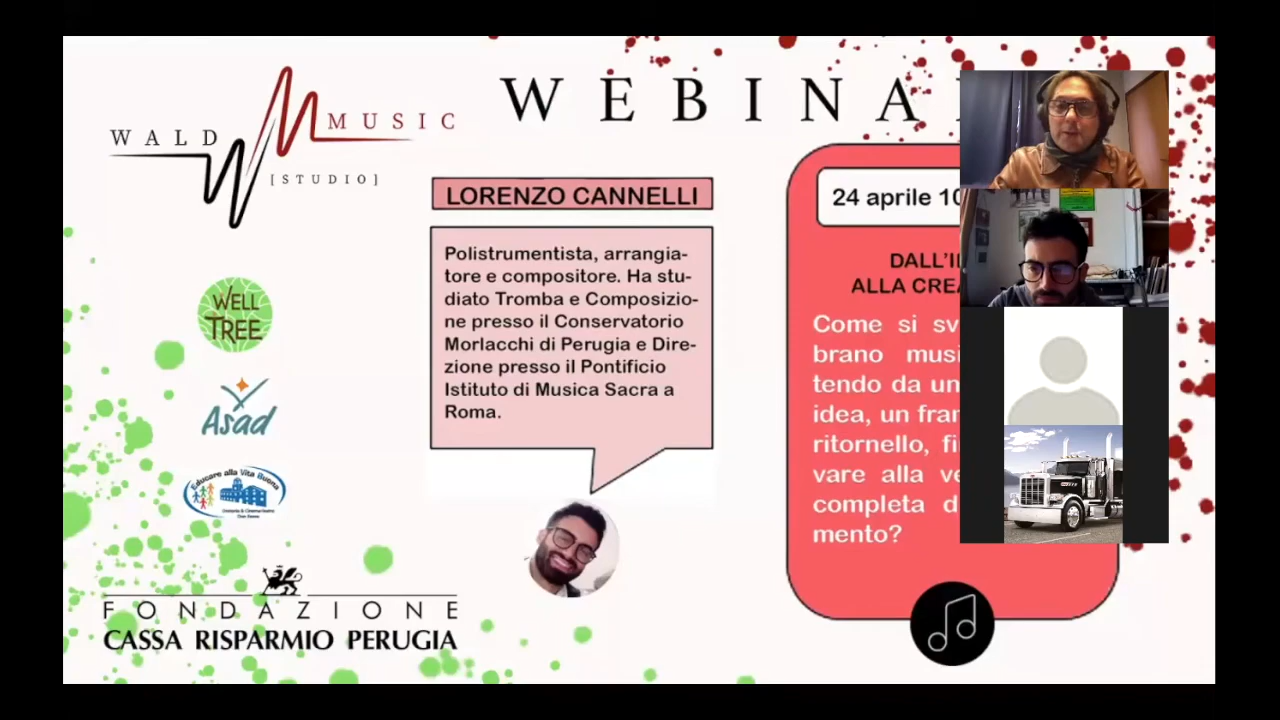 WEBINA
WALD MUSIC
[STUDIO]
LORENZO CANNELLI
Polistrumentista, arrangia-
tore e compositore. Ha stu-
diato Tromba e Composizio-
ne presso il Conservatorio
Morlacchi di Perugia e Dire-
zione presso il Pontificio
Istituto di Musica Sacra a
Roma.
24 aprile 10
DALL'I
ALLA CREA
Come si sv
brano musi
tendo da un
idea, un fra
ritornello, fi
vare alla ve
completa d
mento?
WELL
TREE
Asad
Educare alla Vita Buona
FONDAZIONE
CASSA RISPARMIO PERUGIA